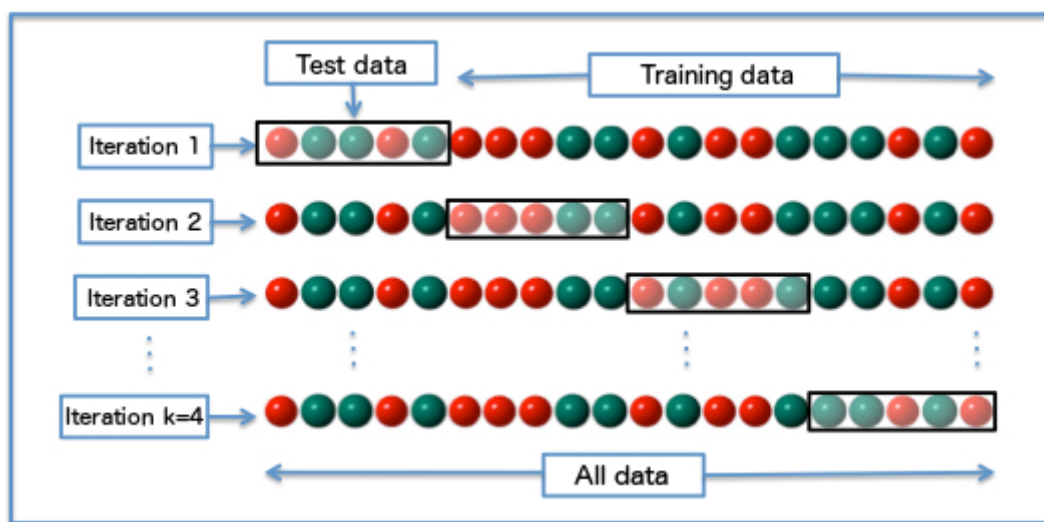 Test data
Training data
Iteration 1
Iteration 2
Iteration 3
Iteration k=4
All data